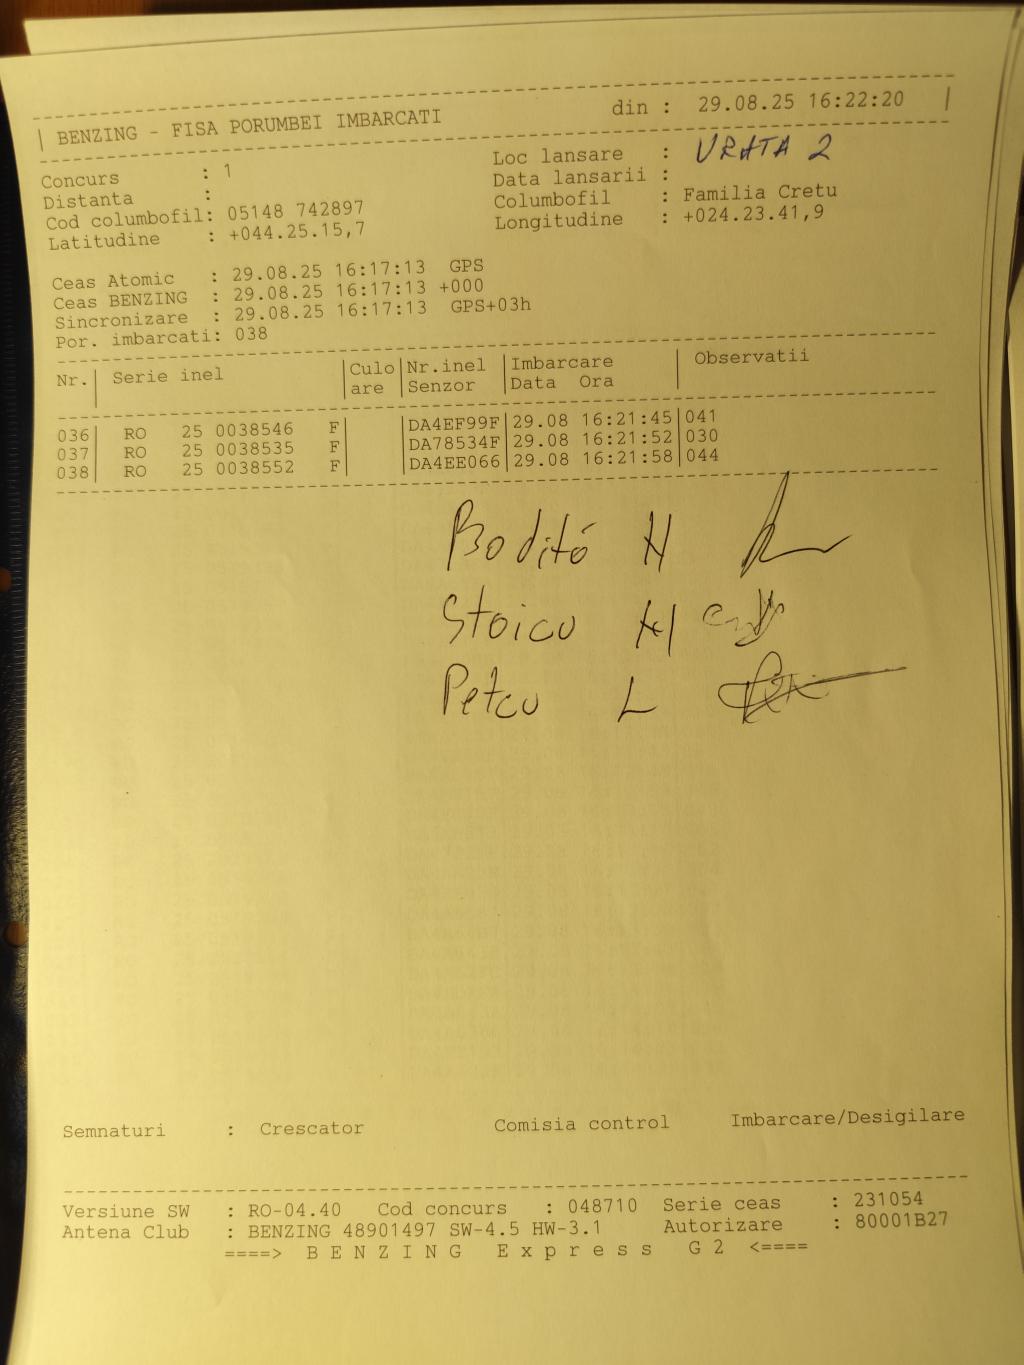 BENZING - FISA PORUMBEI IMBARCATI din : 29.08.25 16:22:20
Concurs : 1 Loc lansare : VRATA 2
Distanta : Data lansarii :
Cod columbofil: 05148 742897 Columbofil : Familia Cretu
Latitudine : +044.25.15,7 Longitudine : +024.23.41,9
Ceas Atomic : 29.08.25 16:17:13 GPS
Ceas BENZING : 29.08.25 16:17:13 +000
Sincronizare : 29.08.25 16:17:13 GPS+03h
Por. imbarcati: 038
Nr.| Serie inel |Culo|Nr.inel |Imbarcare | Observatii
| |are |Senzor |Data Ora |
036| RO 25 0038546 F| |DA4EF99F|29.08 16:21:45|041
037| RO 25 0038535 F| |DA78534F|29.08 16:21:52|030
038| RO 25 0038552 F| |DA4EE066|29.08 16:21:58|044
Stoicu
Petcu L
Semnaturi : Crescator Comisia control Imbarcare/Desigilare
Versiune SW : RO-04.40 Cod concurs : 048710 Serie ceas : 231054
Antena Club : BENZING 48901497 SW-4.5 HW-3.1 Autorizare : 80001B27
====> B E N Z I N G E x p r e s s G 2 <====